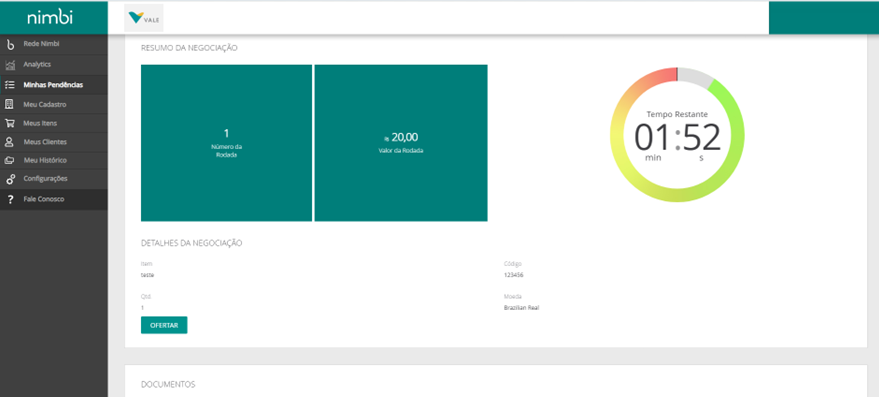 nimbi
VALE
Rede Nimbi
Analytics
Minhas Pendências
Meu Cadastro
Meus Itens
Meus Clientes
Meu Histórico
Configurações
Fale Conosco
RESUMO DA NEGOCIAÇÃO
1
Número da
Rodada
R$ 20,00
Valor da Rodada
Tempo Restante
01:52
min s
DETALHES DA NEGOCIAÇÃO
Item
teste
Código
123456
Qtd
1
Moeda
Brazilian Real
OFERTAR
DOCUMENTOS